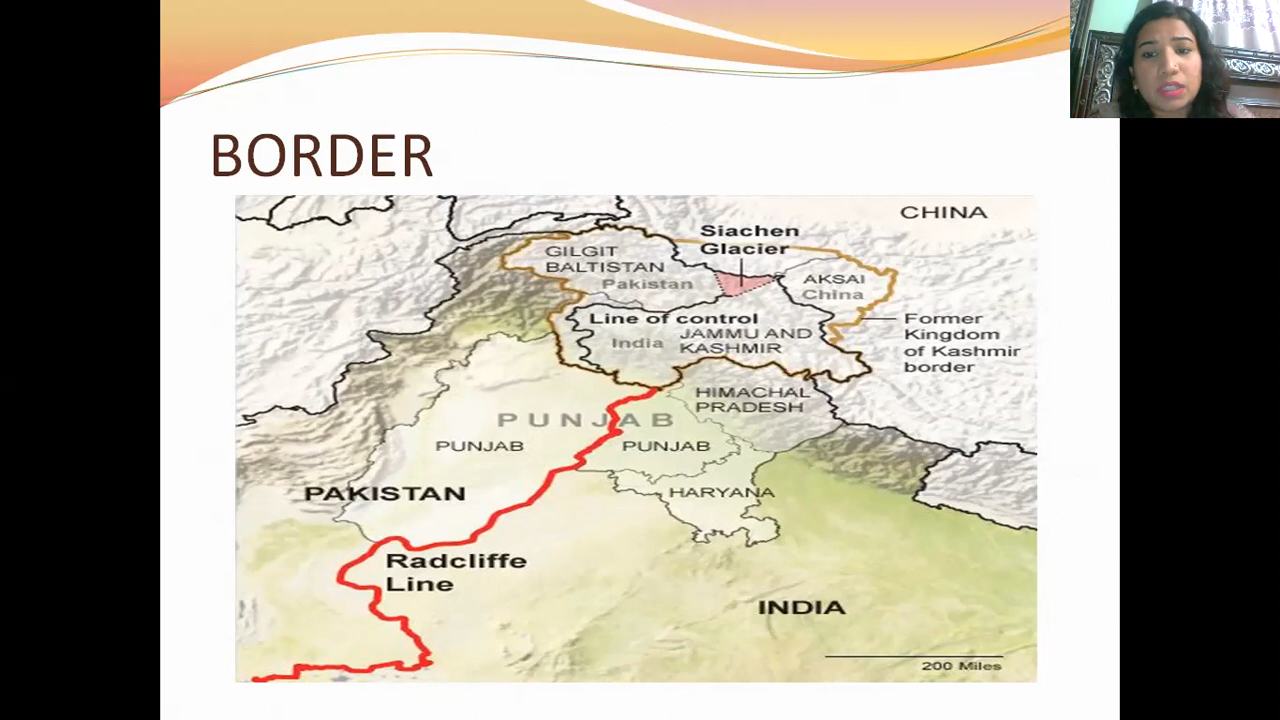 BORDER
CHINA
Siachen
Glacier
GILGIT
BALTISTAN
Pakistan
AKSAI
China
Line of control
India
JAMMU AND
KASHMIR
Former
Kingdom
of Kashmir
border
HIMACHAL
PRADESH
PUNJAB
PUNJAB
PUNJAB
PAKISTAN
HARYANA
Radcliffe
Line
INDIA
200 Miles